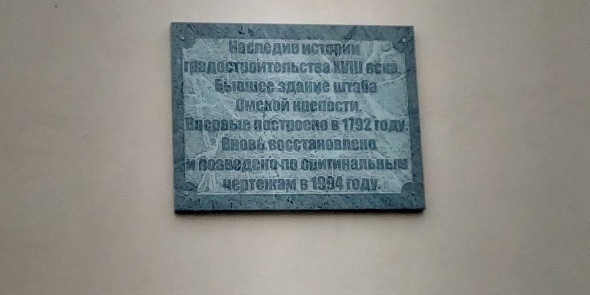 Наследие истории
градостроительства XVIII века.
Бывшее здание штаба
Омской крепости.
Впервые построено в 1792 году.
Вновь восстановлено
и возведено по оригинальным
чертежам в 1994 году.